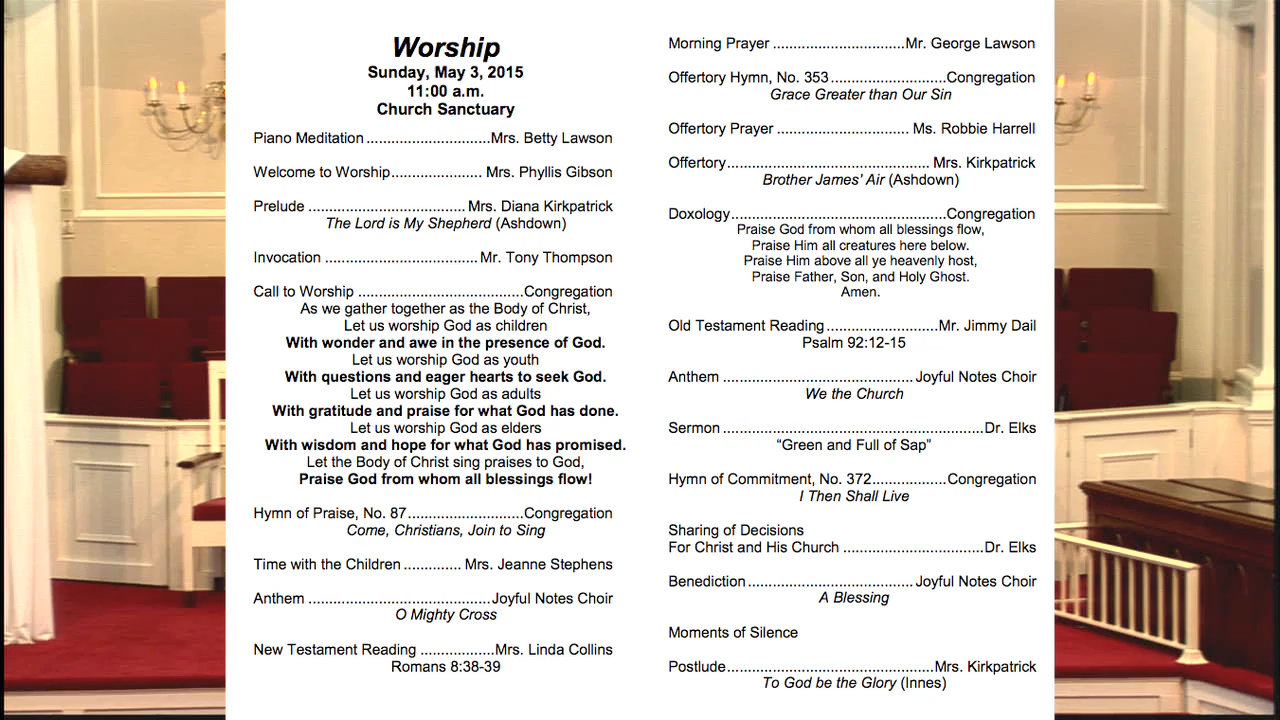 Worship
Sunday, May 3, 2015
11:00 a.m.
Church Sanctuary
Piano Meditation ..............................Mrs. Betty Lawson
Welcome to Worship...................... Mrs. Phyllis Gibson
Prelude ...................................... Mrs. Diana Kirkpatrick
The Lord is My Shepherd (Ashdown)
Invocation ..................................... Mr. Tony Thompson
Call to Worship ........................................Congregation
As we gather together as the Body of Christ,
Let us worship God as children
With wonder and awe in the presence of God.
Let us worship God as youth
With questions and eager hearts to seek God.
Let us worship God as adults
With gratitude and praise for what God has done.
Let us worship God as elders
With wisdom and hope for what God has promised.
Let the Body of Christ sing praises to God,
Praise God from whom all blessings flow!
Hymn of Praise, No. 87............................Congregation
Come, Christians, Join to Sing
Time with the Children .............. Mrs. Jeanne Stephens
Anthem .............................................Joyful Notes Choir
O Mighty Cross
New Testament Reading ..................Mrs. Linda Collins
Romans 8:38-39
Morning Prayer ................................Mr. George Lawson
Offertory Hymn, No. 353............................Congregation
Grace Greater than Our Sin
Offertory Prayer ................................ Ms. Robbie Harrell
Offertory................................................. Mrs. Kirkpatrick
Brother James' Air (Ashdown)
Doxology....................................................Congregation
Praise God from whom all blessings flow,
Praise Him all creatures here below.
Praise Him above all ye heavenly host,
Praise Father, Son, and Holy Ghost.
Amen.
Old Testament Reading...........................Mr. Jimmy Dail
Psalm 92:12-15
Anthem .............................................. Joyful Notes Choir
We the Church
Sermon ...............................................................Dr. Elks
“Green and Full of Sap”
Hymn of Commitment, No. 372..................Congregation
I Then Shall Live
Sharing of Decisions
For Christ and His Church ..................................Dr. Elks
Benediction ........................................ Joyful Notes Choir
A Blessing
Moments of Silence
Postlude..................................................Mrs. Kirkpatrick
To God be the Glory (Innes)